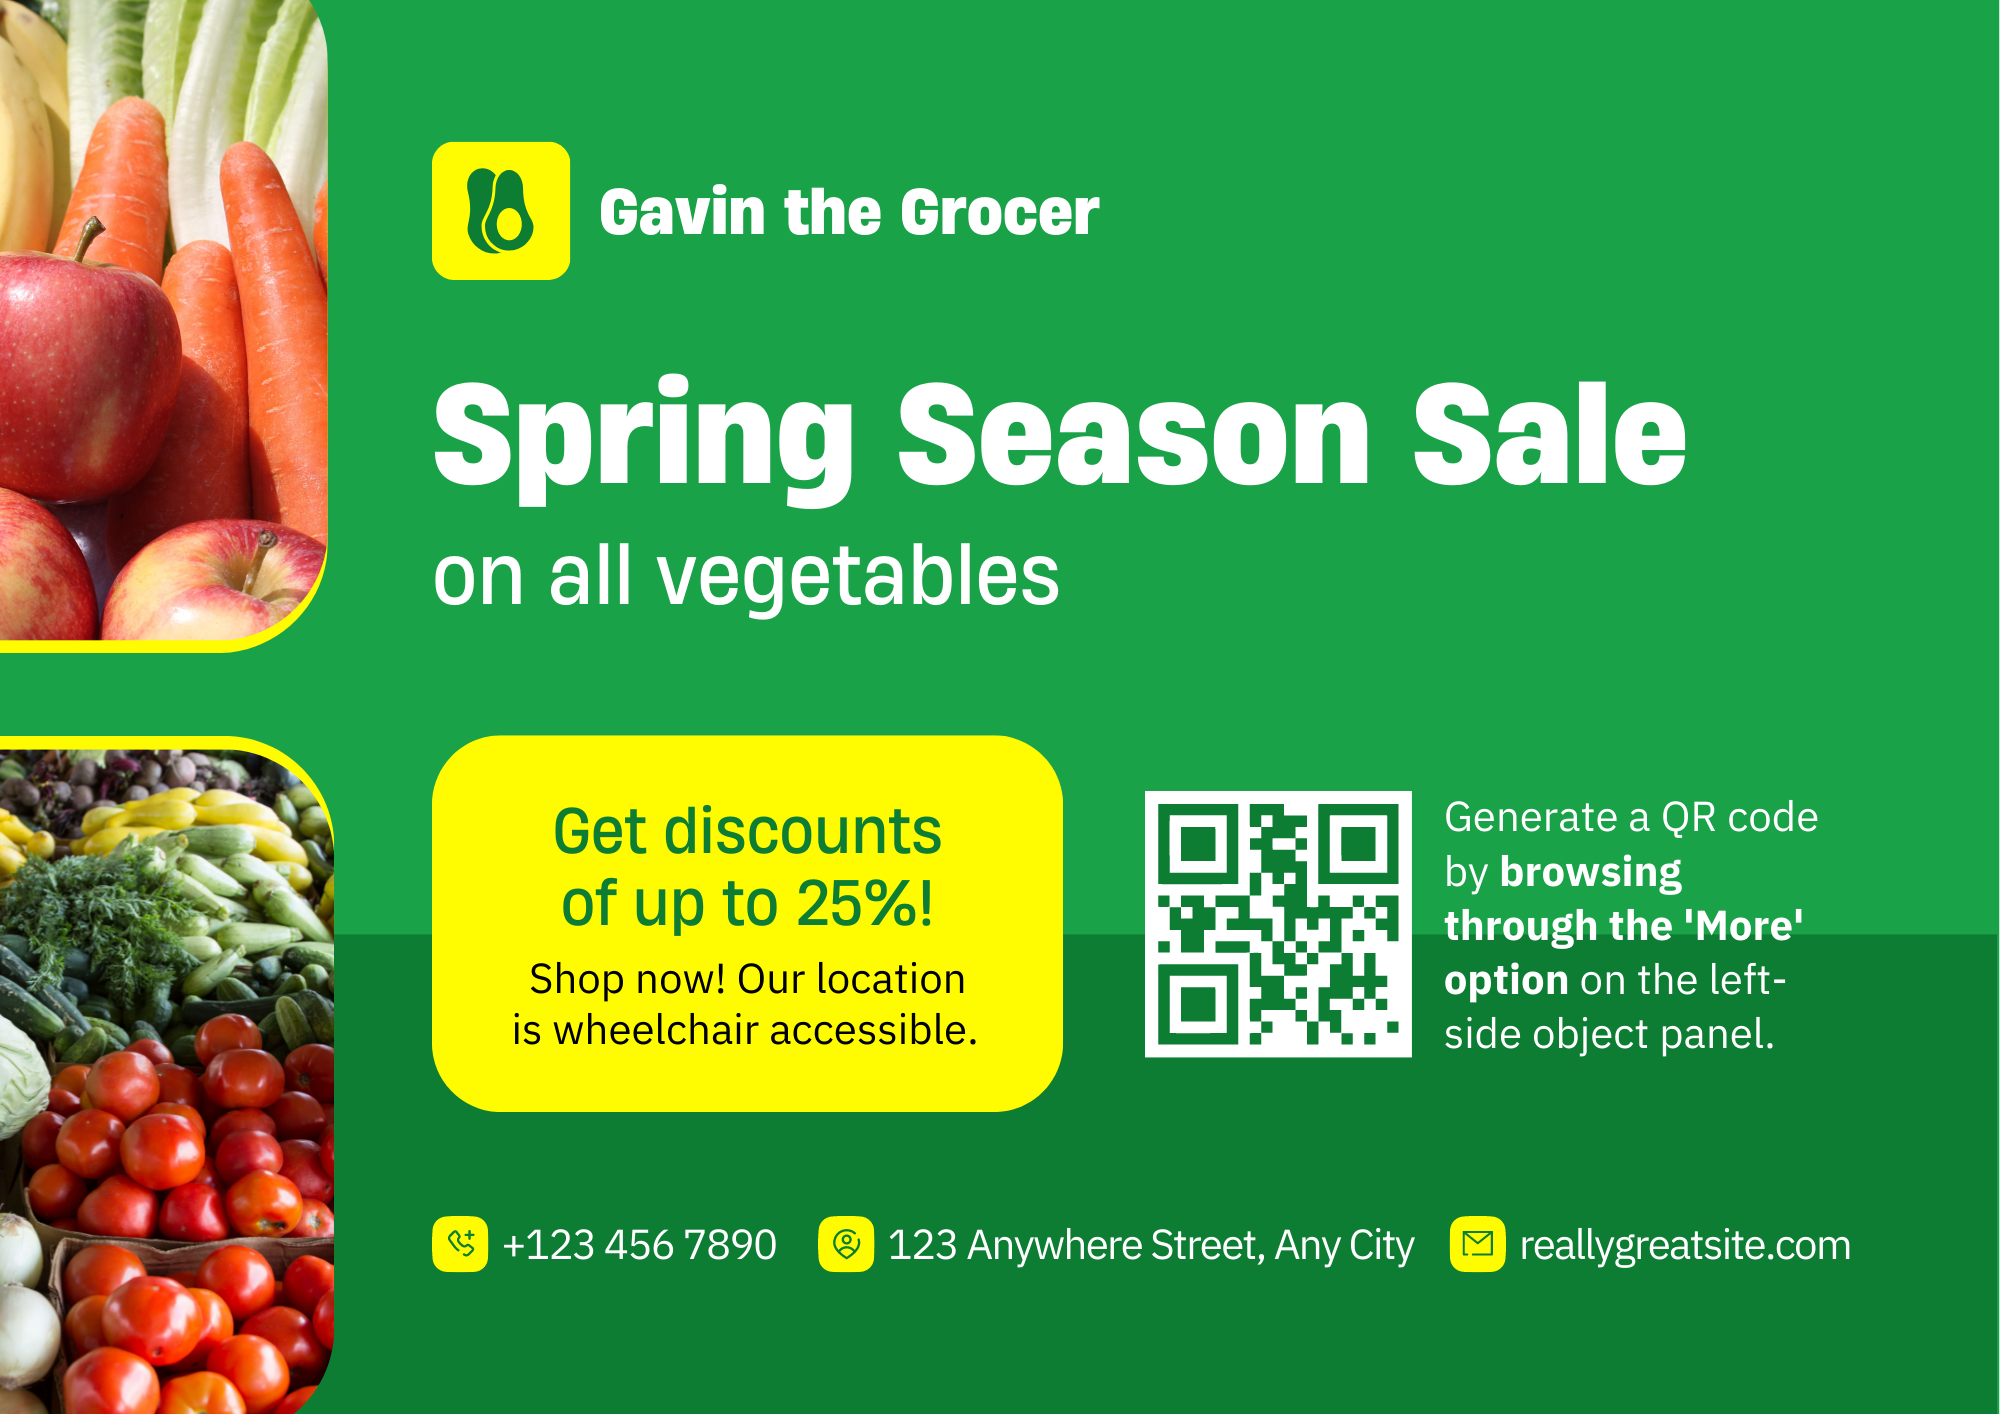 Gavin the Grocer
Spring Season Sale
on all vegetables
Get discounts
of up to 25%!
Shop now! Our location
is wheelchair accessible.
Generate a QR code
by browsing
through the 'More'
option on the left-
side object panel.
+123 456 7890
123 Anywhere Street, Any City
reallygreatsite.com